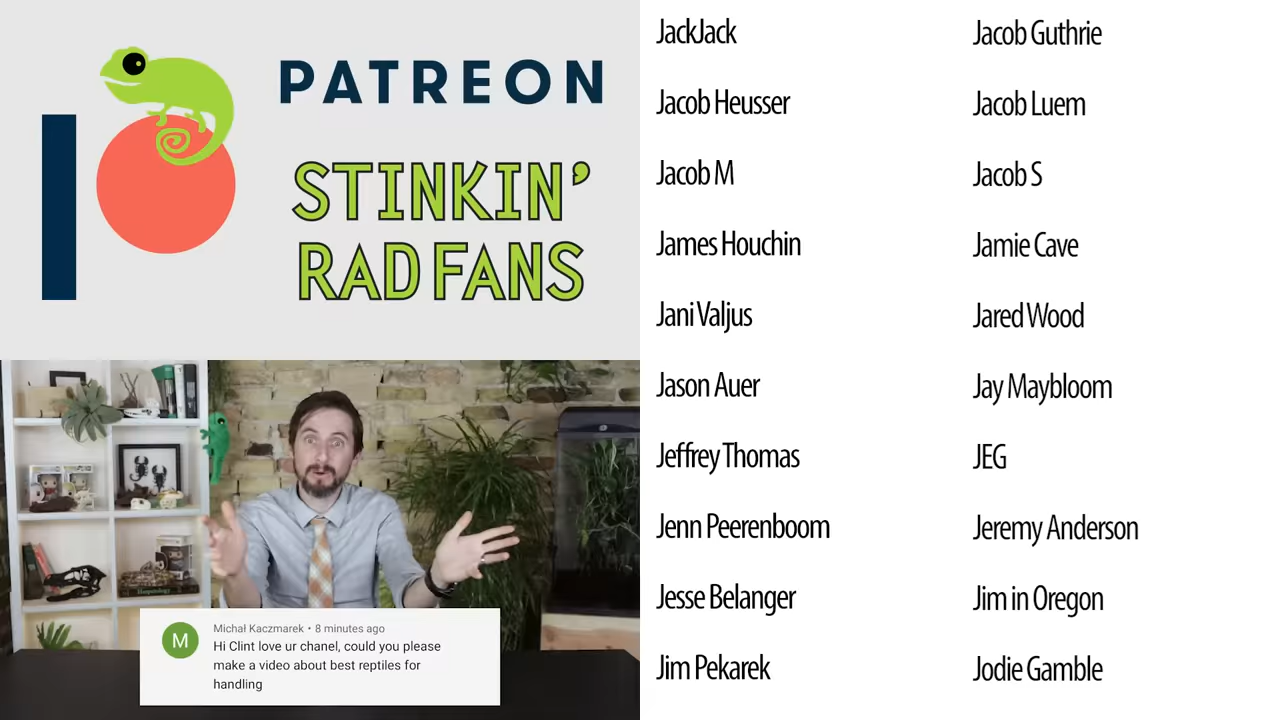 PATREON
STINKIN'
RAD FANS
Michał Kaczmarek • 8 minutes ago
M
Hi Clint love ur chanel, could you please
make a video about best reptiles for
handling
JackJack
Jacob Guthrie
Jacob Heusser
Jacob Luem
Jacob M
Jacob S
James Houchin
Jamie Cave
Jani Valjus
Jared Wood
Jason Auer
Jay Maybloom
Jeffrey Thomas
JEG
Jenn Peerenboom
Jeremy Anderson
Jesse Belanger
Jim in Oregon
Jim Pekarek
Jodie Gamble